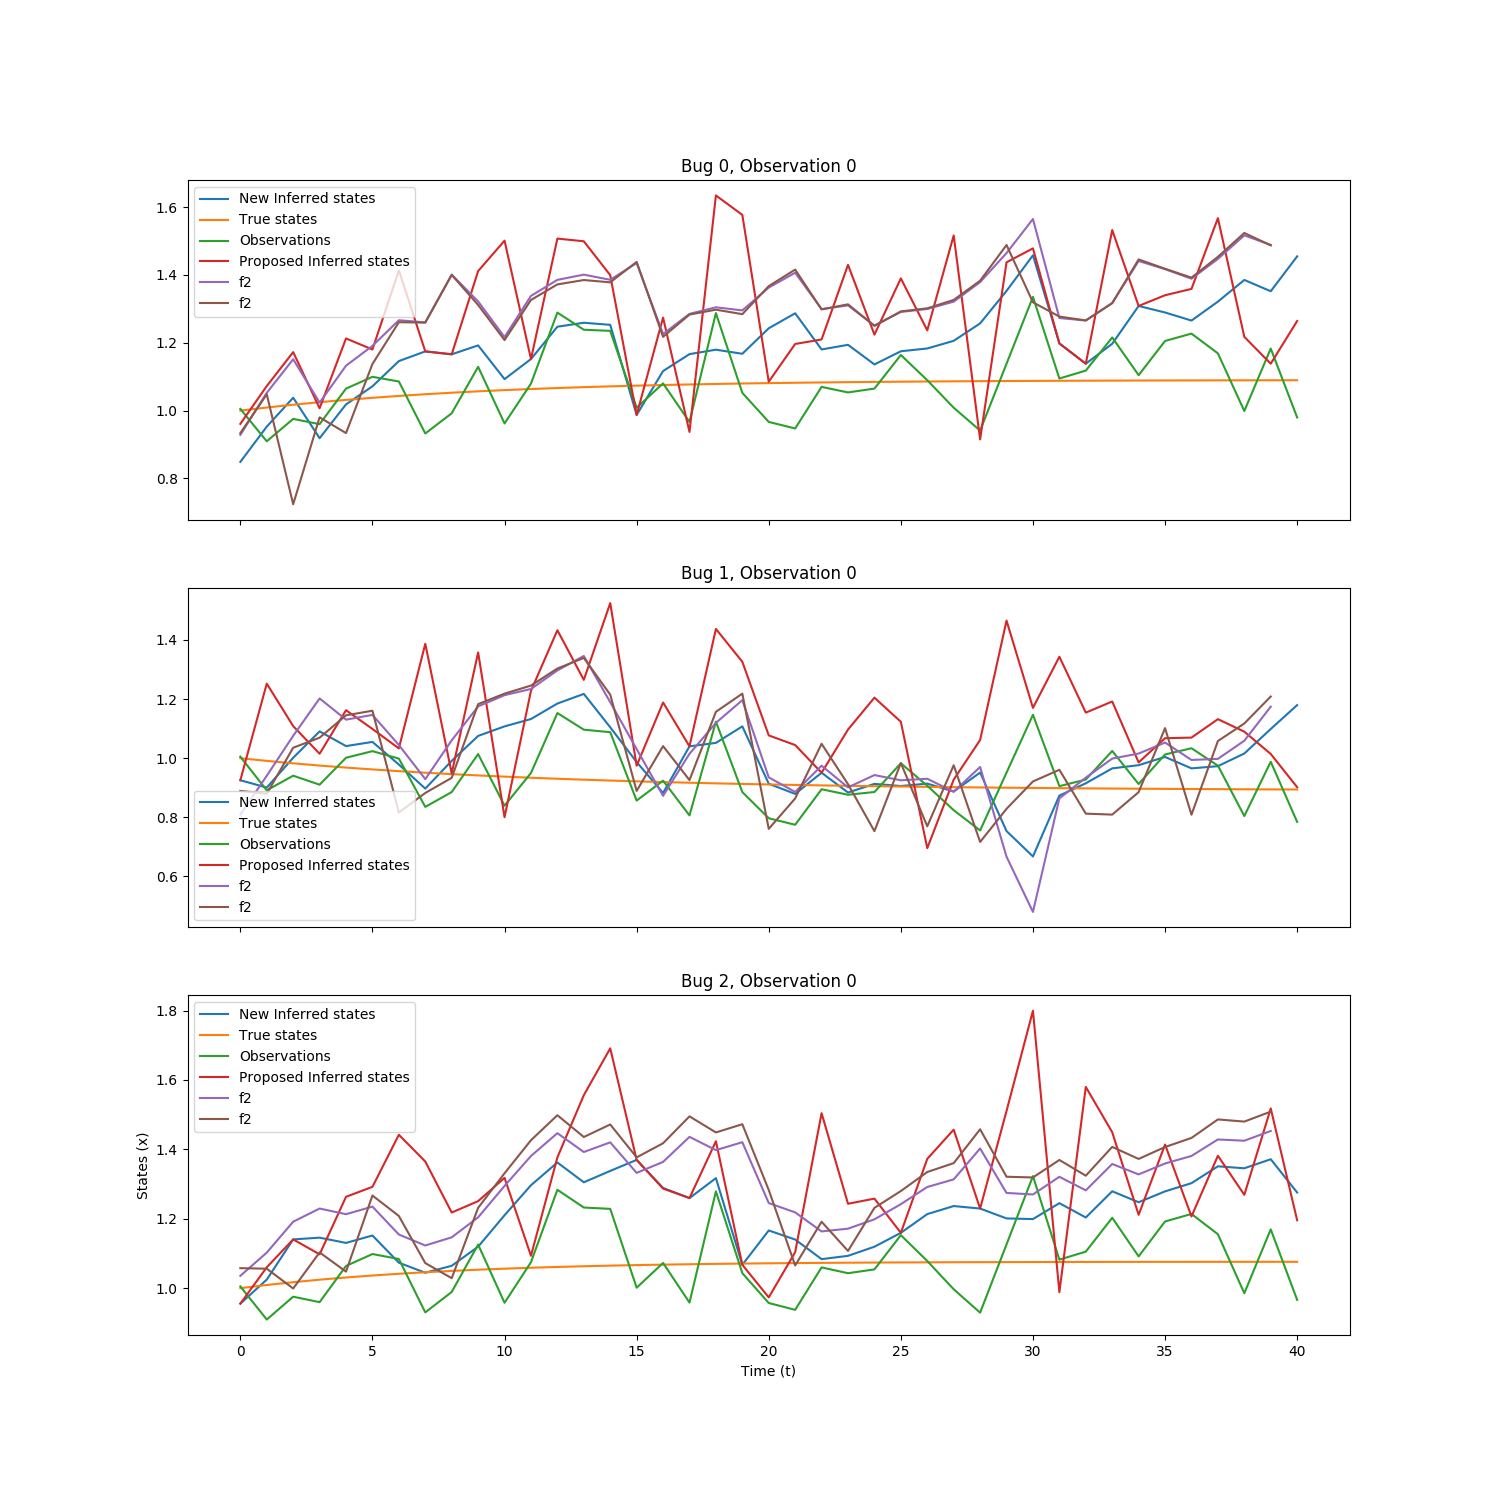 Bug 0, Observation 0
1.6
1.4
1.2
1.0
0.8
New Inferred states
True states
Observations
Proposed Inferred states
f2
f2
Bug 1, Observation 0
1.4
1.2
1.0
0.8
0.6
New Inferred states
True states
Observations
Proposed Inferred states
f2
f2
Bug 2, Observation 0
States (x)
1.8
1.6
1.4
1.2
1.0
New Inferred states
True states
Observations
Proposed Inferred states
f2
f2
0 5 10 15 20 25 30 35 40
Time (t)